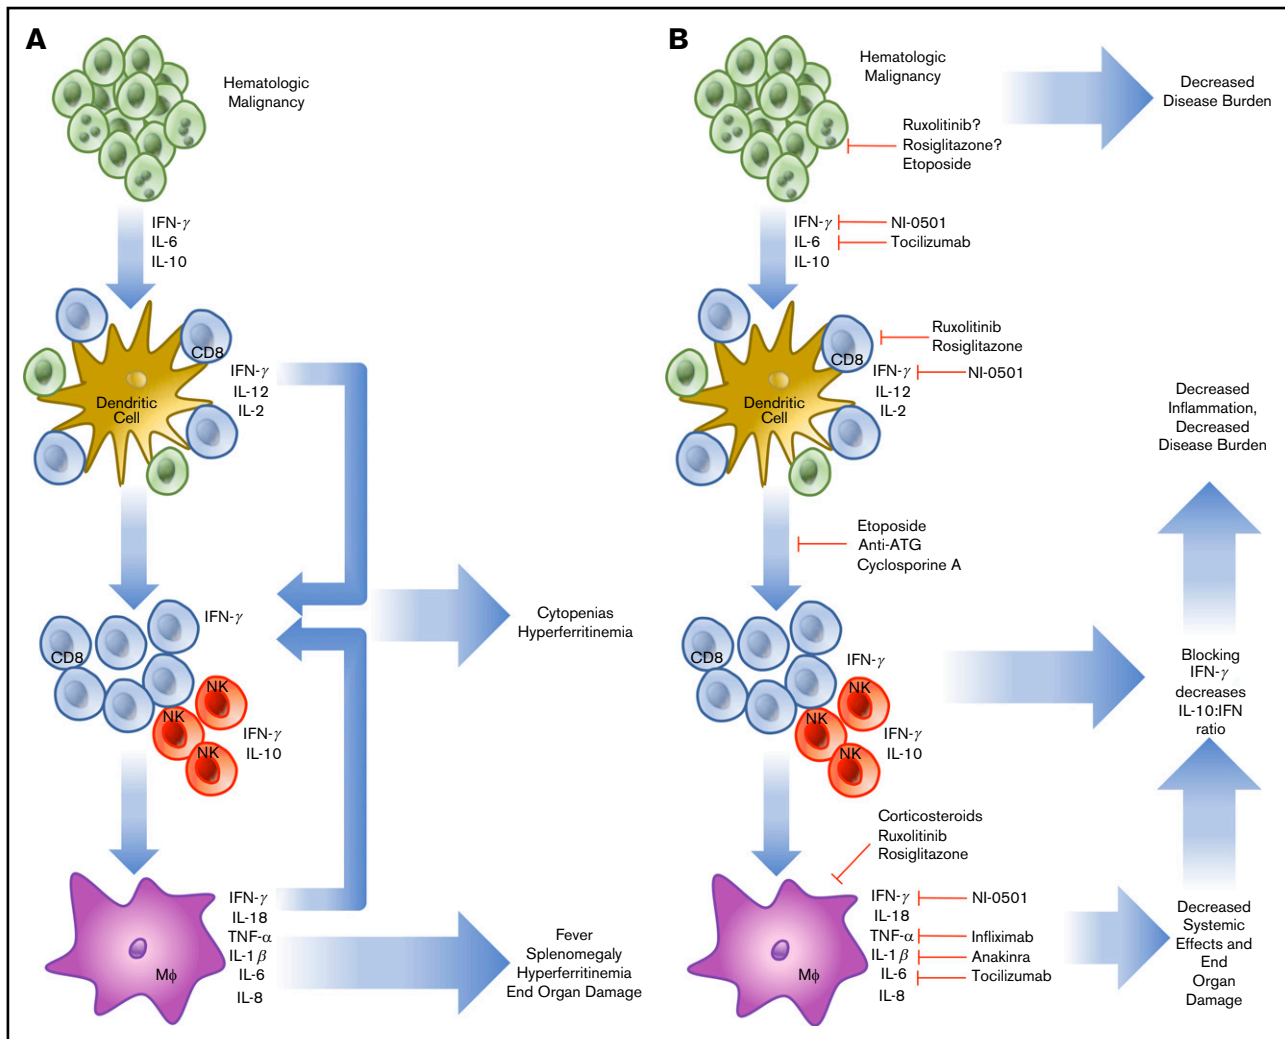 A
Hematologic
Malignancy
IFN-γ
IL-6
IL-10
CD8
Dendritic
Cell
IFN-γ
IL-12
IL-2
IFN-γ
CD8
NK
NK
NK
IFN-γ
IL-10
Cytopenias
Hyperferritinemia
Mϕ
IFN-γ
IL-18
TNF-α
IL-1β
IL-6
IL-8
Fever
Splenomegaly
Hyperferritinemia
End Organ Damage
B
Hematologic
Malignancy
Decreased
Disease Burden
Ruxolitinib?
Rosiglitazone?
Etoposide
IFN-γ
NI-0501
IL-6
Tocilizumab
IL-10
CD8
Ruxolitinib
Rosiglitazone
Dendritic
Cell
IFN-γ
NI-0501
IL-12
IL-2
Etoposide
Anti-ATG
Cyclosporine A
CD8
IFN-γ
NK
NK
NK
IFN-γ
IL-10
Corticosteroids
Ruxolitinib
Rosiglitazone
Mϕ
IFN-γ
NI-0501
IL-18
TNF-α
Infliximab
IL-1β
Anakinra
IL-6
Tocilizumab
IL-8
Decreased
Inflammation,
Decreased
Disease Burden
Blocking
IFN-γ
decreases
IL-10:IFN
ratio
Decreased
Systemic
Effects and
End
Organ
Damage